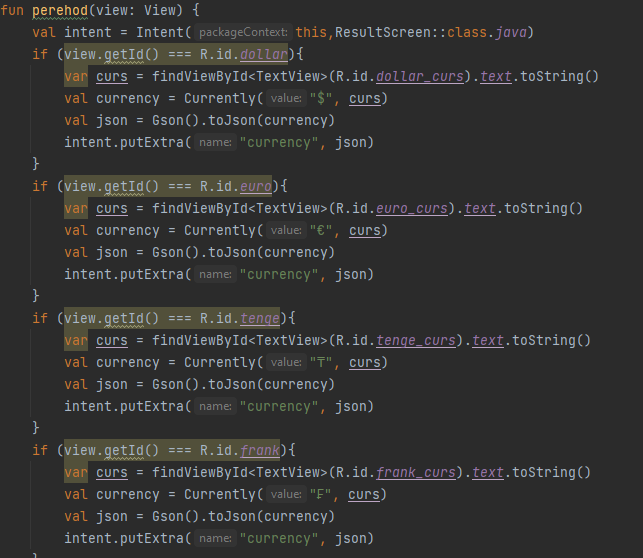 fun perehod(view: View) {
    val intent = Intent( packageContext: this,ResultScreen::class.java)
    if (view.getId() === R.id.dollar){
        var curs = findViewById<TextView>(R.id.dollar_curs).text.toString()
        val currency = Currently( value: "$", curs)
        val json = Gson().toJson(currency)
        intent.putExtra( name: "currency", json)
    }
    if (view.getId() === R.id.euro){
        var curs = findViewById<TextView>(R.id.euro_curs).text.toString()
        val currency = Currently( value: "€", curs)
        val json = Gson().toJson(currency)
        intent.putExtra( name: "currency", json)
    }
    if (view.getId() === R.id.tenge){
        var curs = findViewById<TextView>(R.id.tenge_curs).text.toString()
        val currency = Currently( value: "₸", curs)
        val json = Gson().toJson(currency)
        intent.putExtra( name: "currency", json)
    }
    if (view.getId() === R.id.frank){
        var curs = findViewById<TextView>(R.id.frank_curs).text.toString()
        val currency = Currently( value: "₣", curs)
        val json = Gson().toJson(currency)
        intent.putExtra( name: "currency", json)